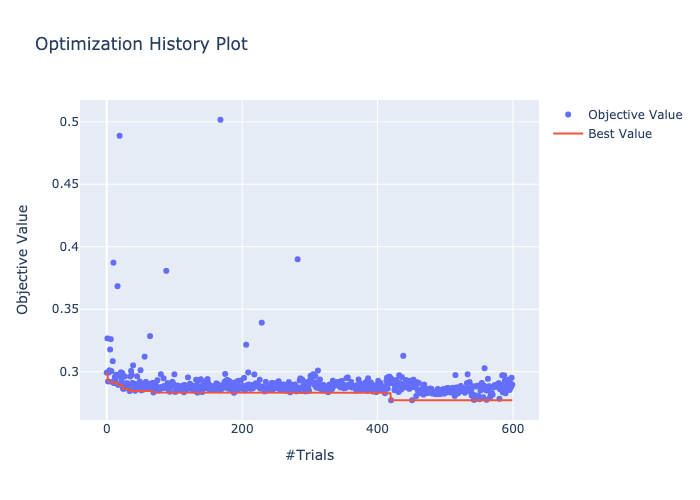 Optimization History Plot
Objective Value
Best Value
0.5
0.45
0.4
0.35
0.3
Objective Value
0
200
400
600
#Trials